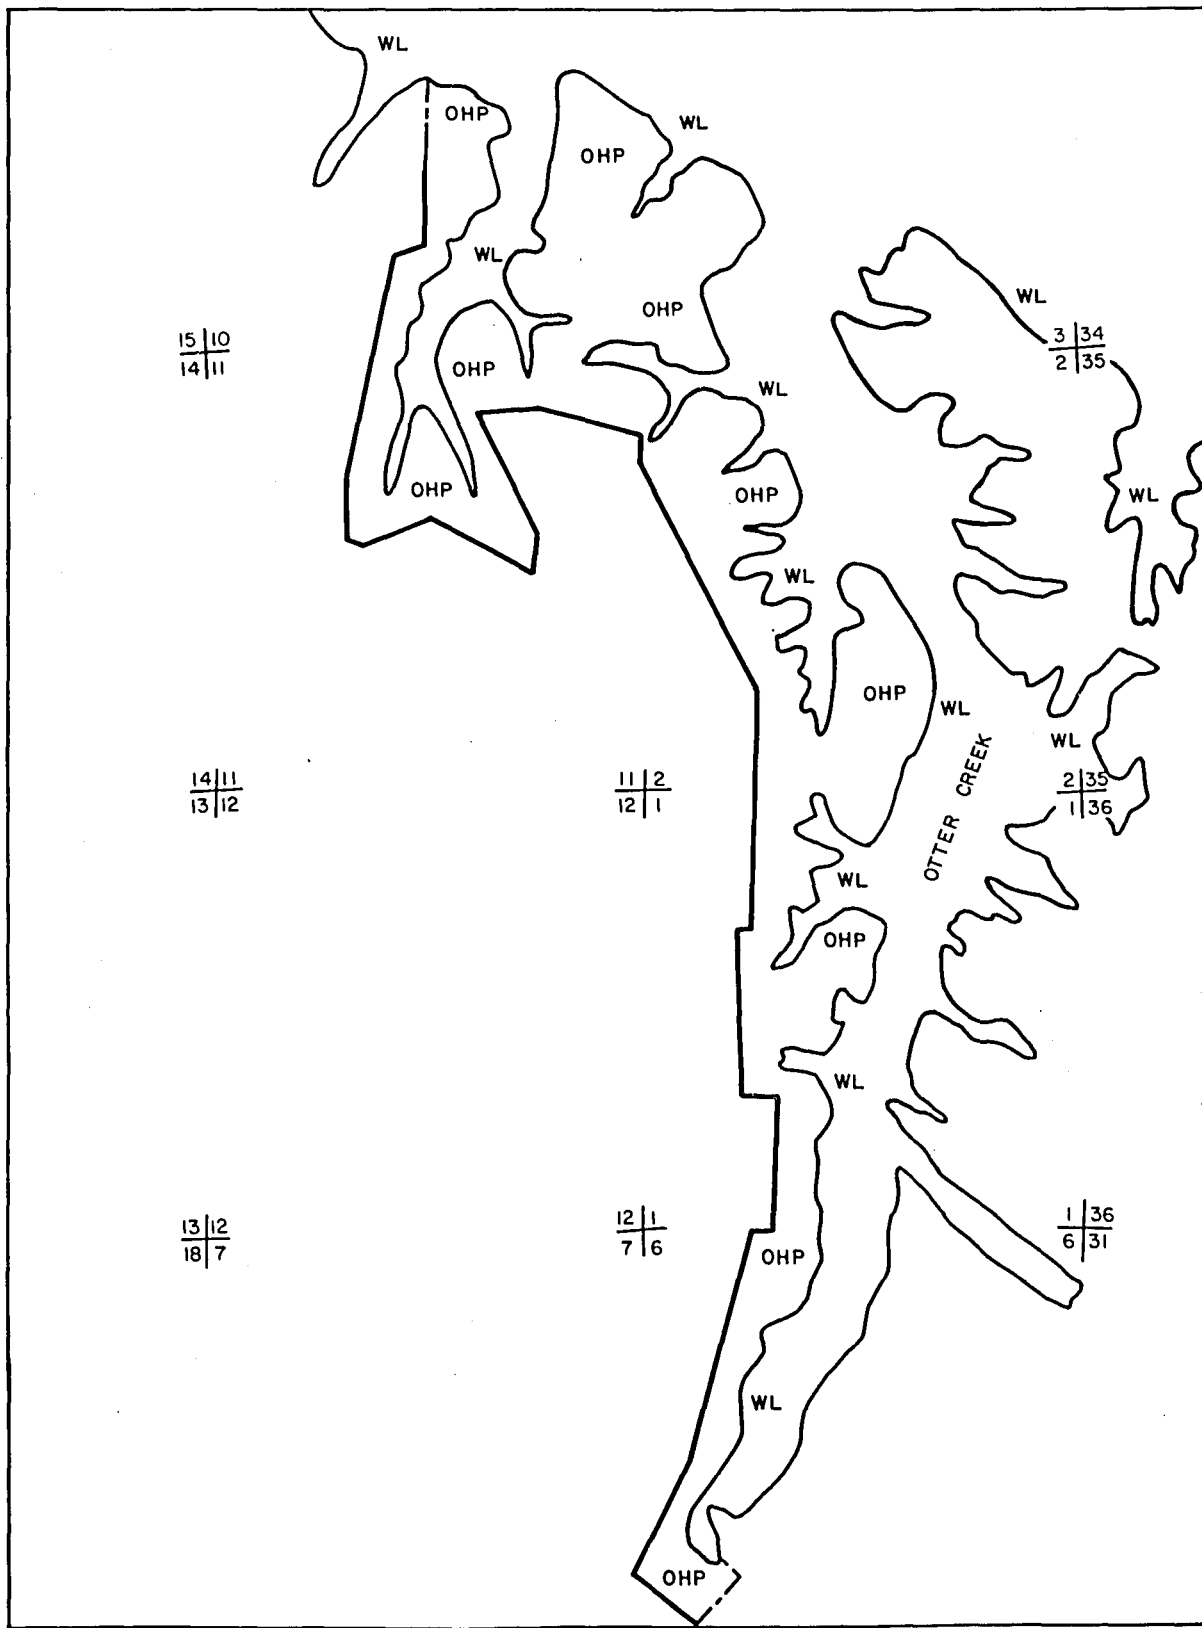 WL
OHP
WL
OHP
WL
OHP
WL
15 10
14 11
3 34
2 35
OHP
WL
OHP
OHP
WL
WL
OHP
WL
WL
OTTER CREEK
14 11
13 12
11 2
12 1
2 35
1 36
WL
OHP
WL
13 12
18 7
12 1
7 6
1 36
6 31
OHP
WL
OHP